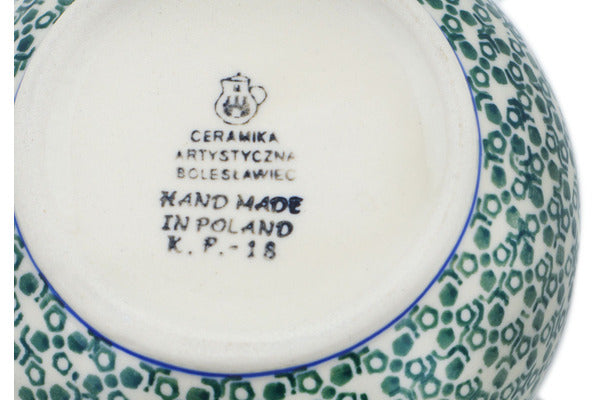 CERAMIKA
ARTYSTYCZNA
BOLESŁAWIEC
HAND MADE
IN POLAND
K. P.-18